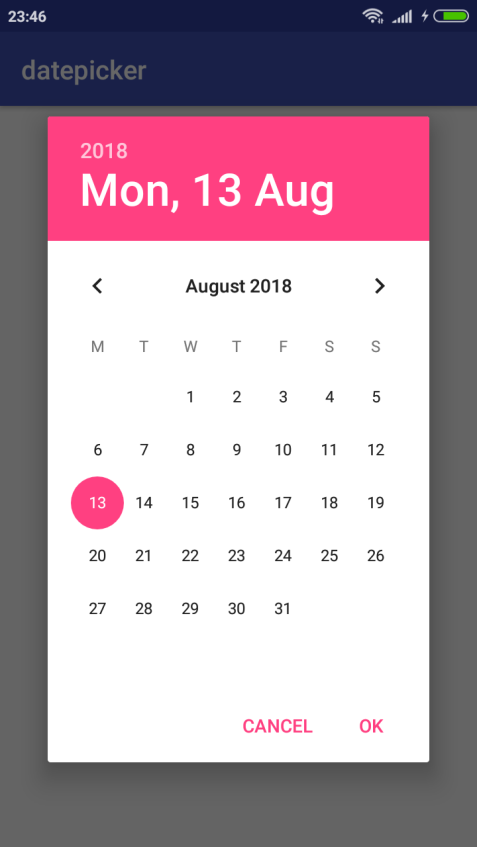 23:46
datepicker
2018
Mon, 13 Aug
August 2018
M T W T F S S
1 2 3 4 5
6 7 8 9 10 11 12
13 14 15 16 17 18 19
20 21 22 23 24 25 26
27 28 29 30 31
CANCEL OK